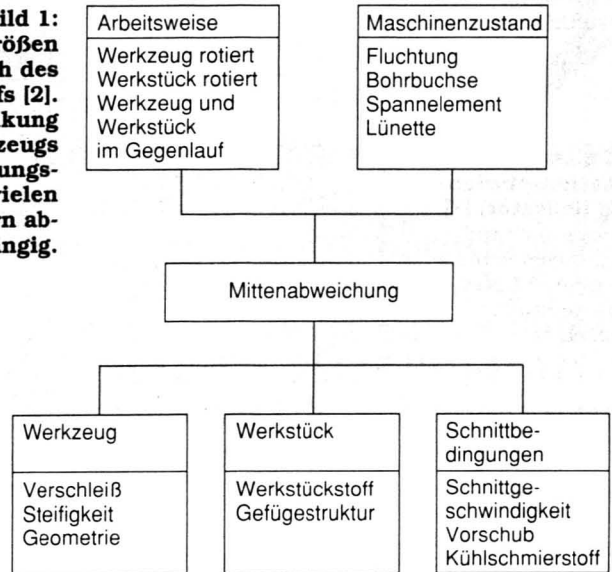 ild 1:
rößen
h des
fs [2].
kung
zeugs
ungs-
ielen
rn ab-
ngig.
Arbeitsweise
Werkzeug rotiert
Werkstück rotiert
Werkzeug und
Werkstück
im Gegenlauf
Maschinenzustand
Fluchtung
Bohrbuchse
Spannelement
Lünette
Mittenabweichung
Werkzeug
Verschleiß
Steifigkeit
Geometrie
Werkstück
Werkstückstoff
Gefügestruktur
Schnittbe-
dingungen
Schnittge-
schwindigkeit
Vorschub
Kühlschmierstoff